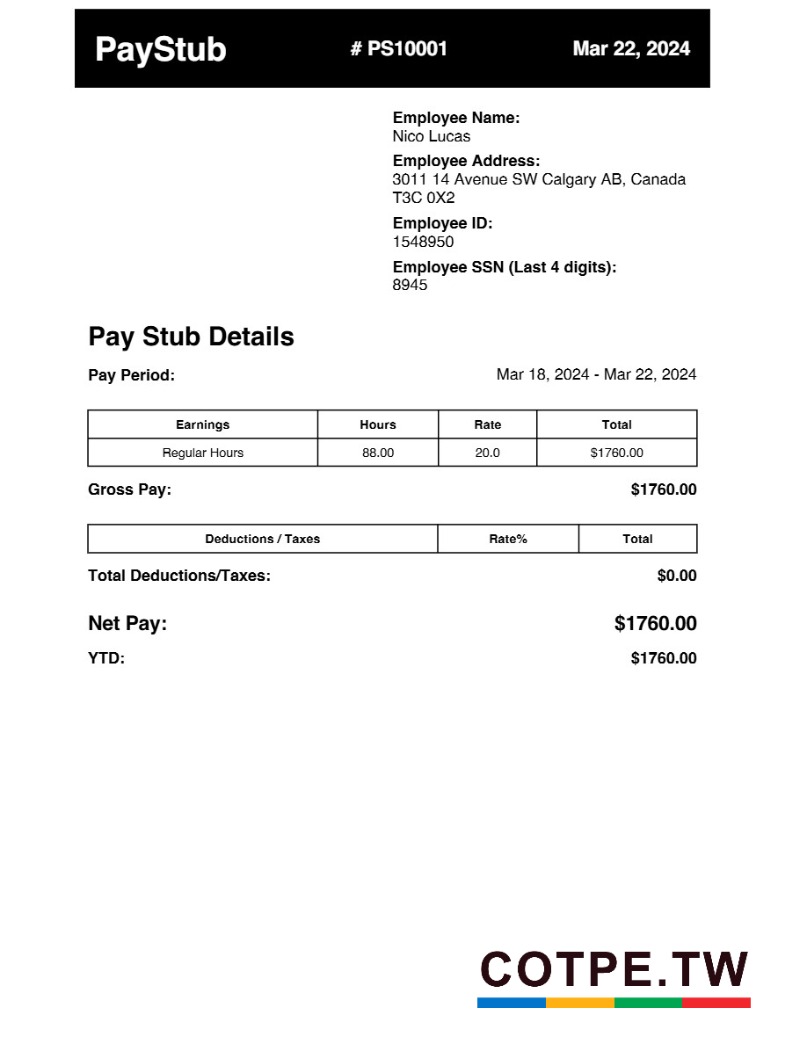 PayStub # PS10001 Mar 22, 2024
Employee Name:
Nico Lucas
Employee Address:
3011 14 Avenue SW Calgary AB, Canada
T3C 0X2
Employee ID:
1548950
Employee SSN (Last 4 digits):
8945
Pay Stub Details
Pay Period: Mar 18, 2024 - Mar 22, 2024
Earnings Hours Rate Total
Regular Hours 88.00 20.0 $1760.00
Gross Pay: $1760.00
Deductions / Taxes Rate% Total
Total Deductions/Taxes: $0.00
Net Pay: $1760.00
YTD: $1760.00
COTPE.TW